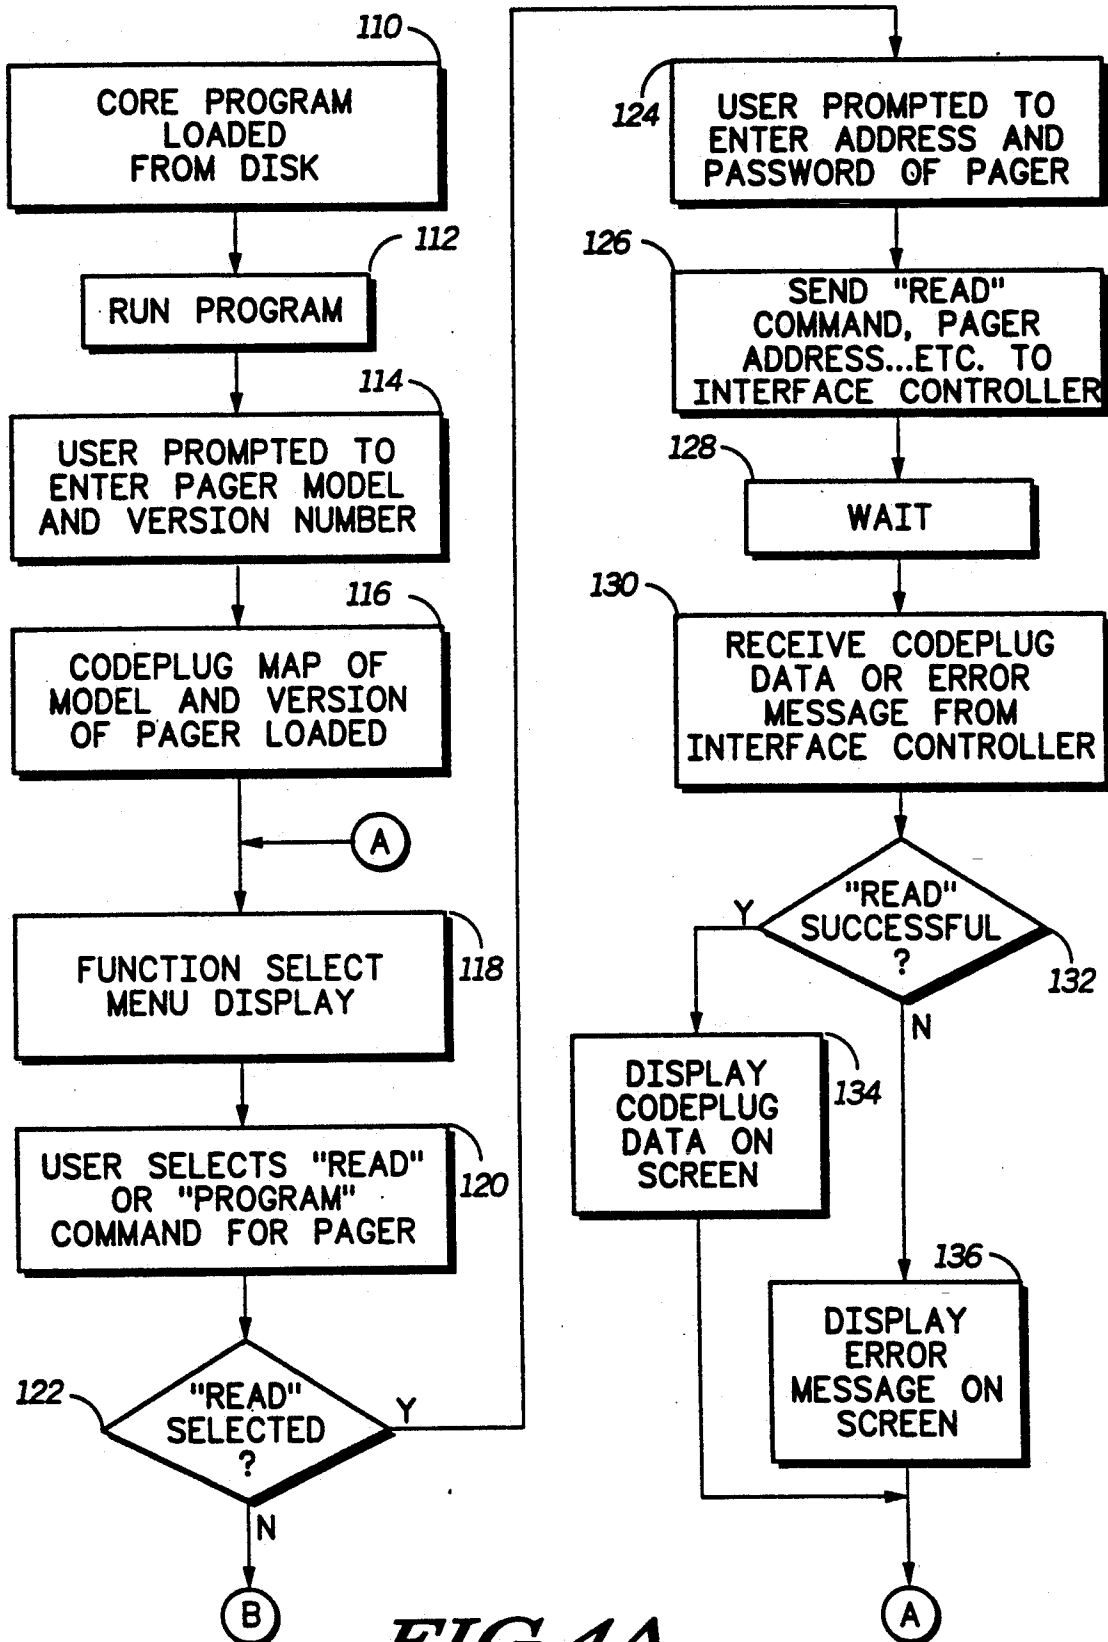 110
CORE PROGRAM
LOADED
FROM DISK
112
RUN PROGRAM
114
USER PROMPTED TO
ENTER PAGER MODEL
AND VERSION NUMBER
116
CODEPLUG MAP OF
MODEL AND VERSION
OF PAGER LOADED
A
FUNCTION SELECT
MENU DISPLAY
118
USER SELECTS "READ"
OR "PROGRAM"
COMMAND FOR PAGER
120
122
"READ"
SELECTED
?
Y
N
B
124
USER PROMPTED TO
ENTER ADDRESS AND
PASSWORD OF PAGER
126
SEND "READ"
COMMAND, PAGER
ADDRESS...ETC. TO
INTERFACE CONTROLLER
128
WAIT
130
RECEIVE CODEPLUG
DATA OR ERROR
MESSAGE FROM
INTERFACE CONTROLLER
"READ"
SUCCESSFUL
?
132
Y
N
DISPLAY
CODEPLUG
DATA ON
SCREEN
134
136
DISPLAY
ERROR
MESSAGE ON
SCREEN
A
FIG.4A